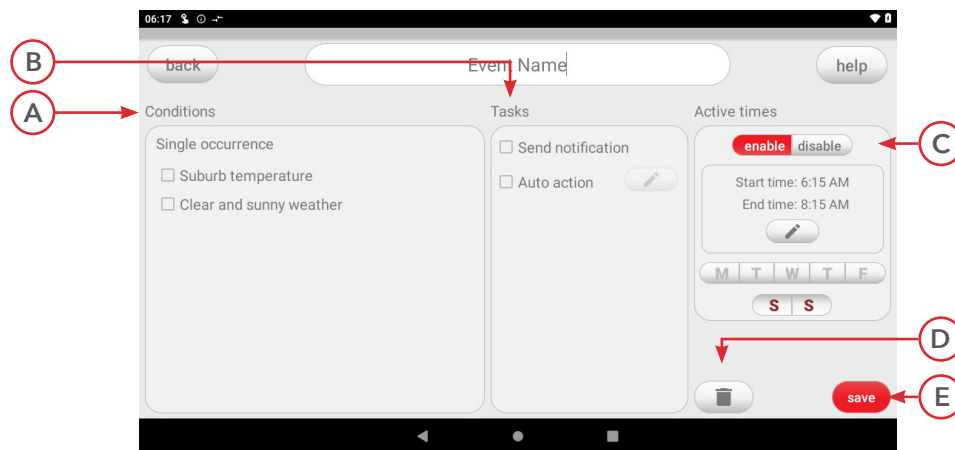 06:17
B
back
Event Name
help
A
Conditions
Tasks
Active times
Single occurrence
Suburb temperature
Clear and sunny weather
Send notification
Auto action
enable disable
C
Start time: 6:15 AM
End time: 8:15 AM
M T W T F
S S
D
save
E